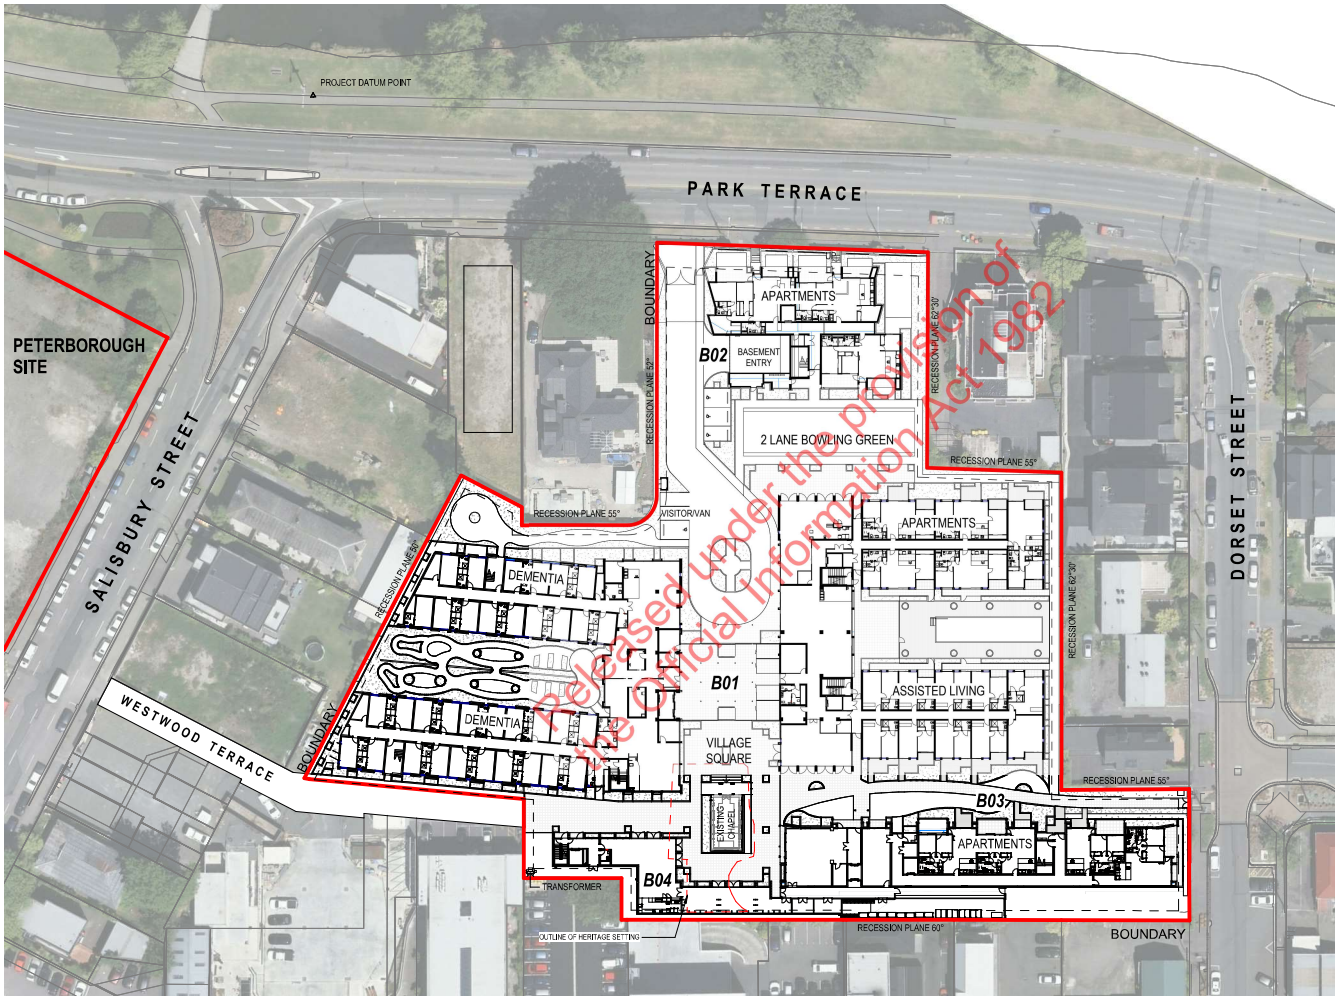 PROJECT DATUM POINT
PARK TERRACE
PETERBOROUGH
SITE
SALISBURY STREET
WESTWOOD TERRACE
DORSET STREET
BOUNDARY
RECESSION PLANE 52°
APARTMENTS
B02
BASEMENT
ENTRY
RECESSION PLANE 62°30'
2 LANE BOWLING GREEN
RECESSION PLANE 55°
RECESSION PLANE 55°
VISITOR/VAN
APARTMENTS
RECESSION PLANE 50°
DEMENTIA
RECESSION PLANE 62°30'
B01
ASSISTED LIVING
DEMENTIA
BOUNDARY
VILLAGE
SQUARE
RECESSION PLANE 55°
B03
EXISTING
CHAPEL
APARTMENTS
B04
TRANSFORMER
OUTLINE OF HERITAGE SETTING
RECESSION PLANE 60°
BOUNDARY
Released under the provision of
the Official Information Act 1982